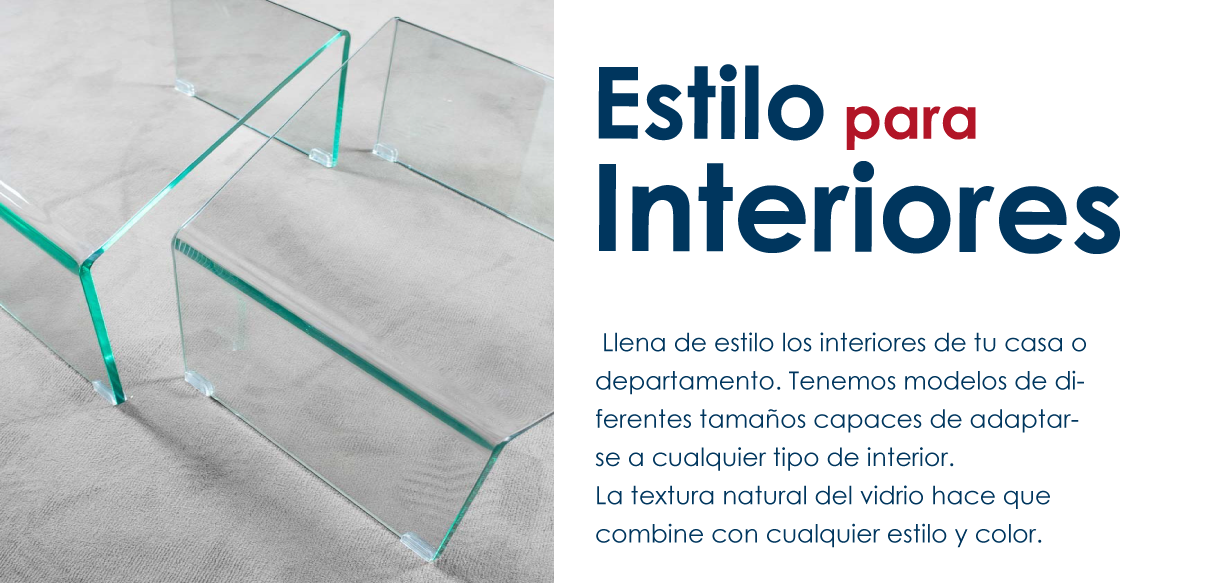 Estilo para
Interiores
Llena de estilo los interiores de tu casa o
departamento. Tenemos modelos de di-
ferentes tamaños capaces de adaptar-
se a cualquier tipo de interior.
La textura natural del vidrio hace que
combine con cualquier estilo y color.